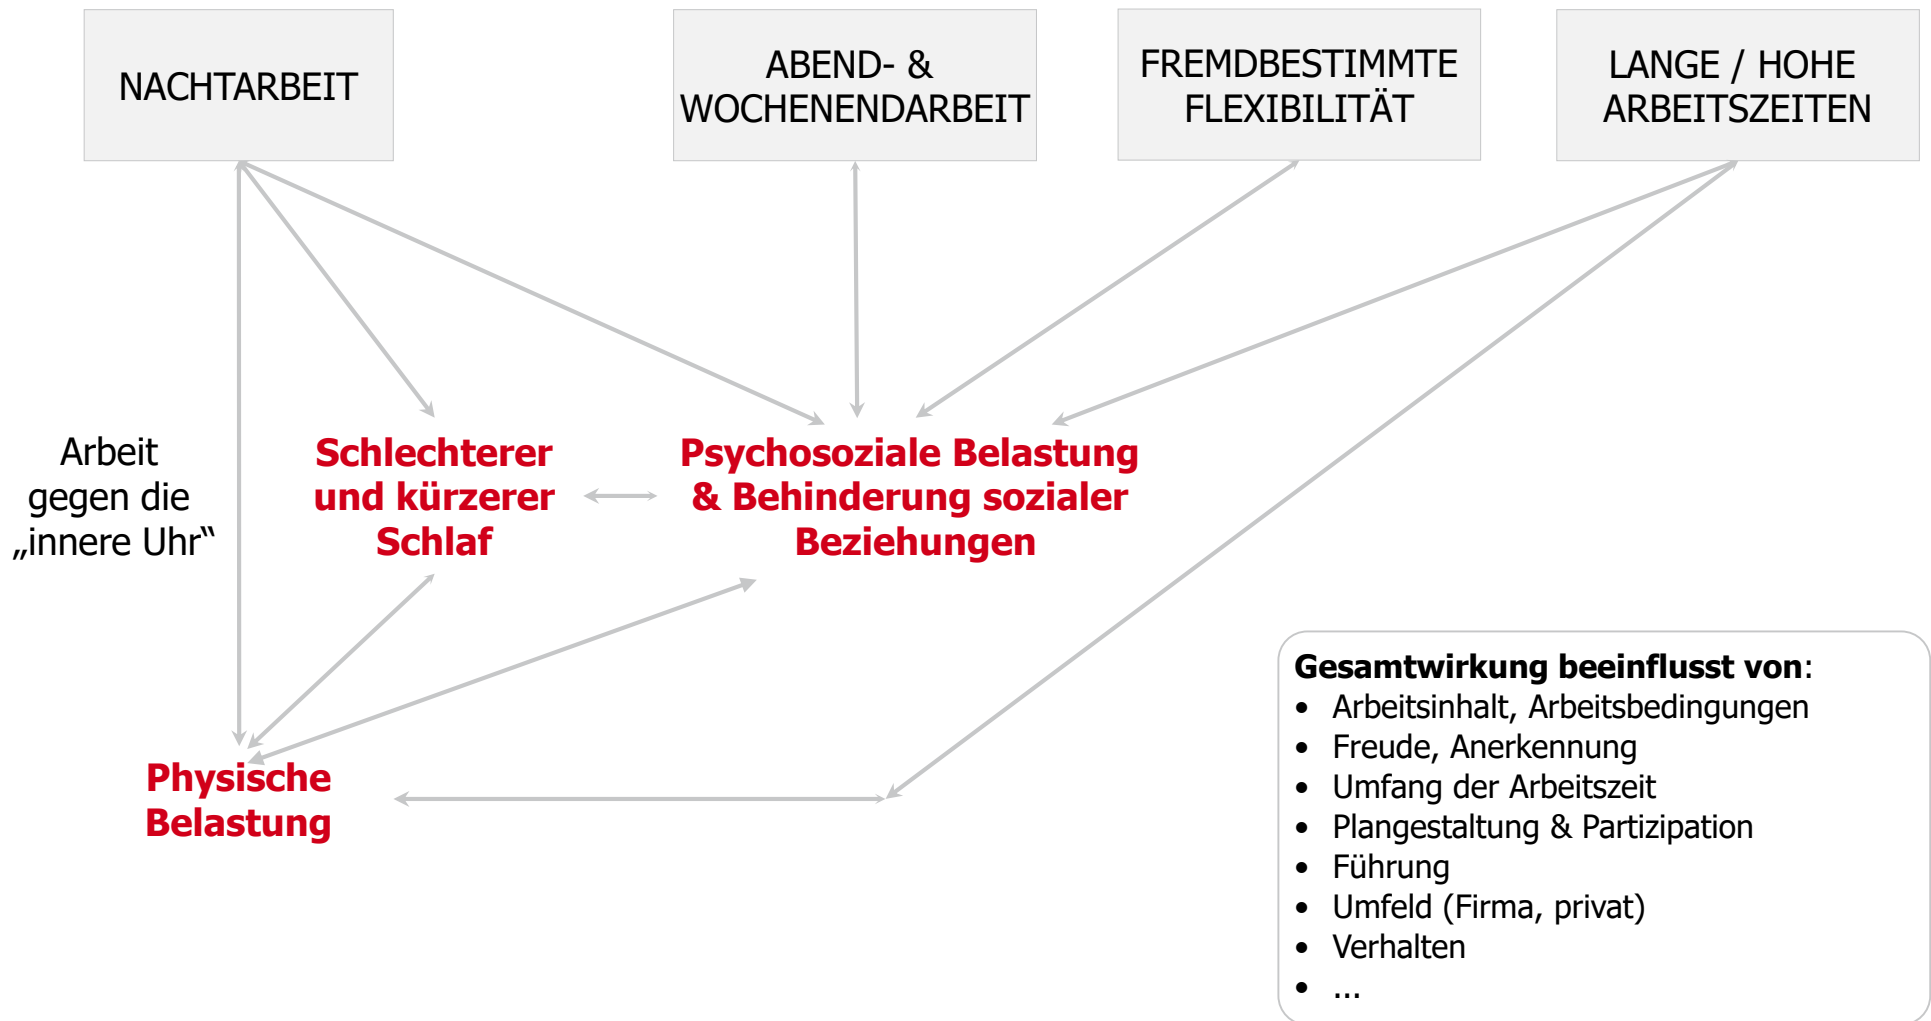 NACHTARBEIT
ABEND- &
WOCHENENDARBEIT
FREMDBESTIMMTE
FLEXIBILITÄT
LANGE / HOHE
ARBEITSZEITEN
Arbeit
gegen die
„innere Uhr“
Schlechterer
und kürzerer
Schlaf
Psychosoziale Belastung
& Behinderung sozialer
Beziehungen
Physische
Belastung
Gesamtwirkung beeinflusst von:
• Arbeitsinhalt, Arbeitsbedingungen
• Freude, Anerkennung
• Umfang der Arbeitszeit
• Plangestaltung & Partizipation
• Führung
• Umfeld (Firma, privat)
• Verhalten
• ...